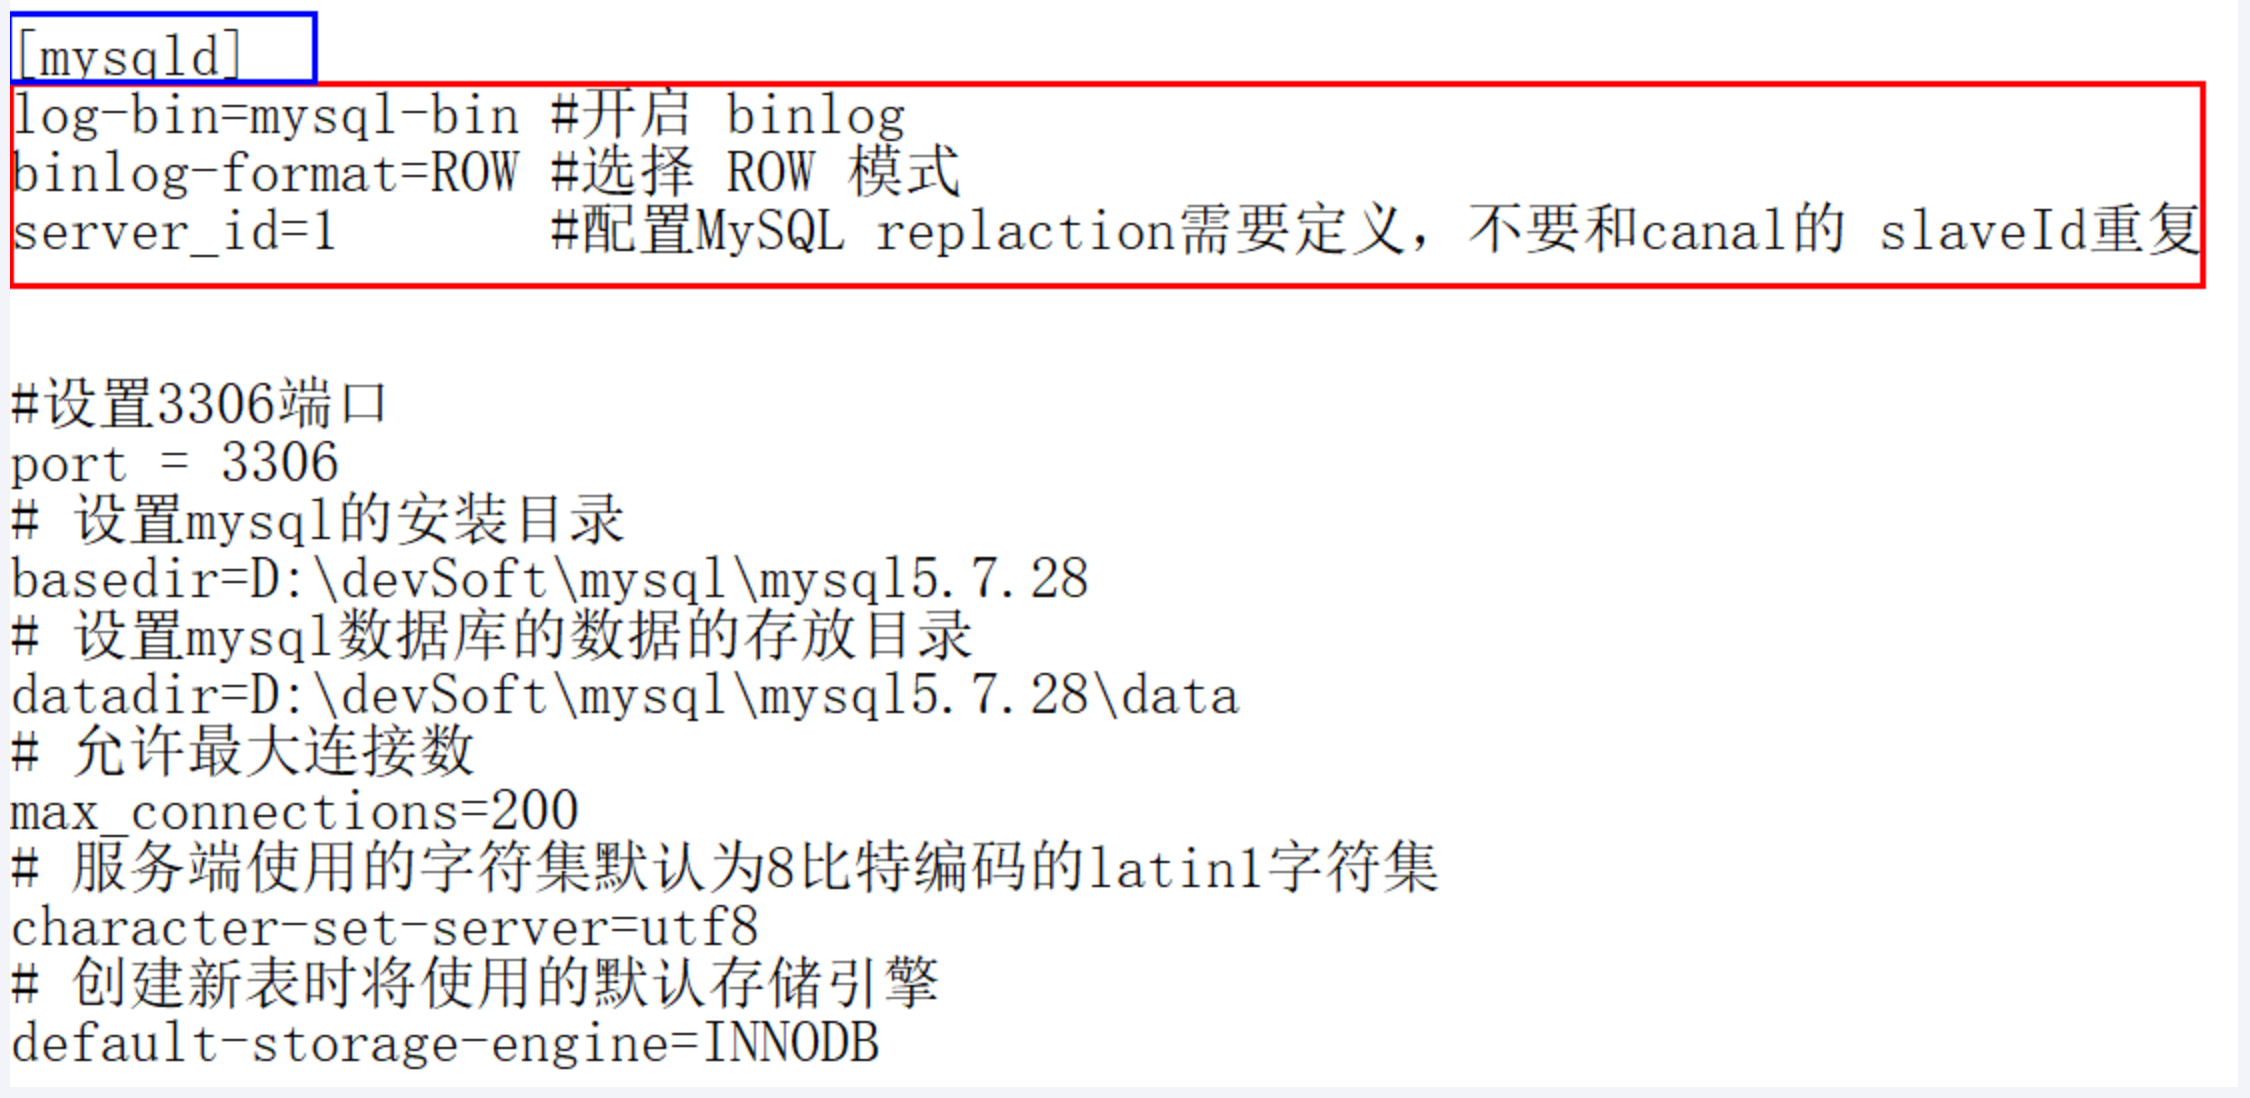 [mysqld]
log-bin=mysql-bin #开启 binlog
binlog-format=ROW #选择 ROW 模式
server_id=1 #配置MySQL replaction需要定义，不要和canal的 slaveId重复
#设置3306端口
port = 3306
# 设置mysql的安装目录
basedir=D:\devSoft\mysql\mysql5.7.28
# 设置mysql数据库的数据的存放目录
datadir=D:\devSoft\mysql\mysql5.7.28\data
# 允许最大连接数
max_connections=200
# 服务端使用的字符集默认为8比特编码的latin1字符集
character-set-server=utf8
# 创建新表时将使用的默认存储引擎
default-storage-engine=INNODB